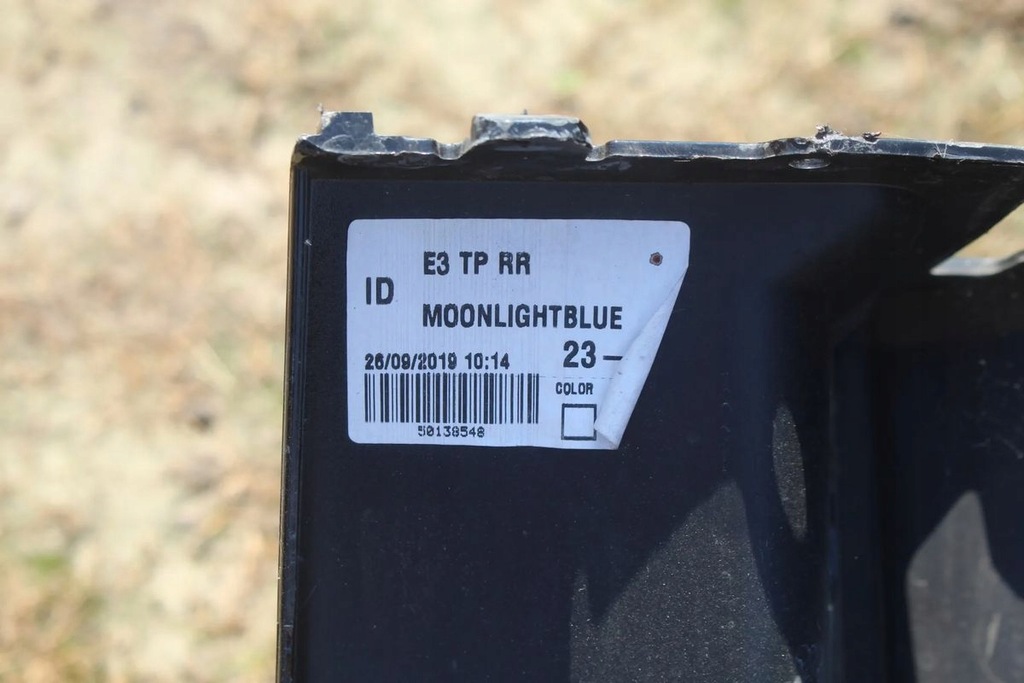 E3 TP RR
ID
MOONLIGHTBLUE
23-
26/09/2019 10:14
COLOR
50138548